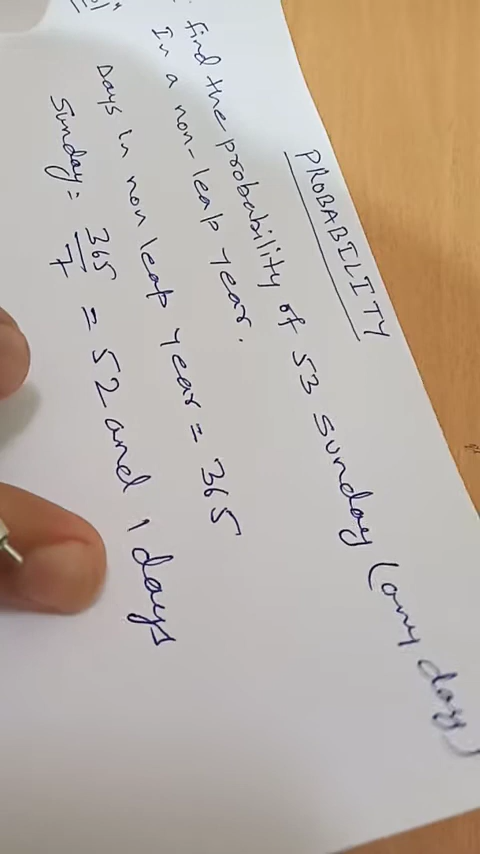 PROBABILITY
find the probability of 53 Sunday (any day)
In a non-leap year.
Days in non leap year = 365
Sunday = 365/7 = 52 and 1 days